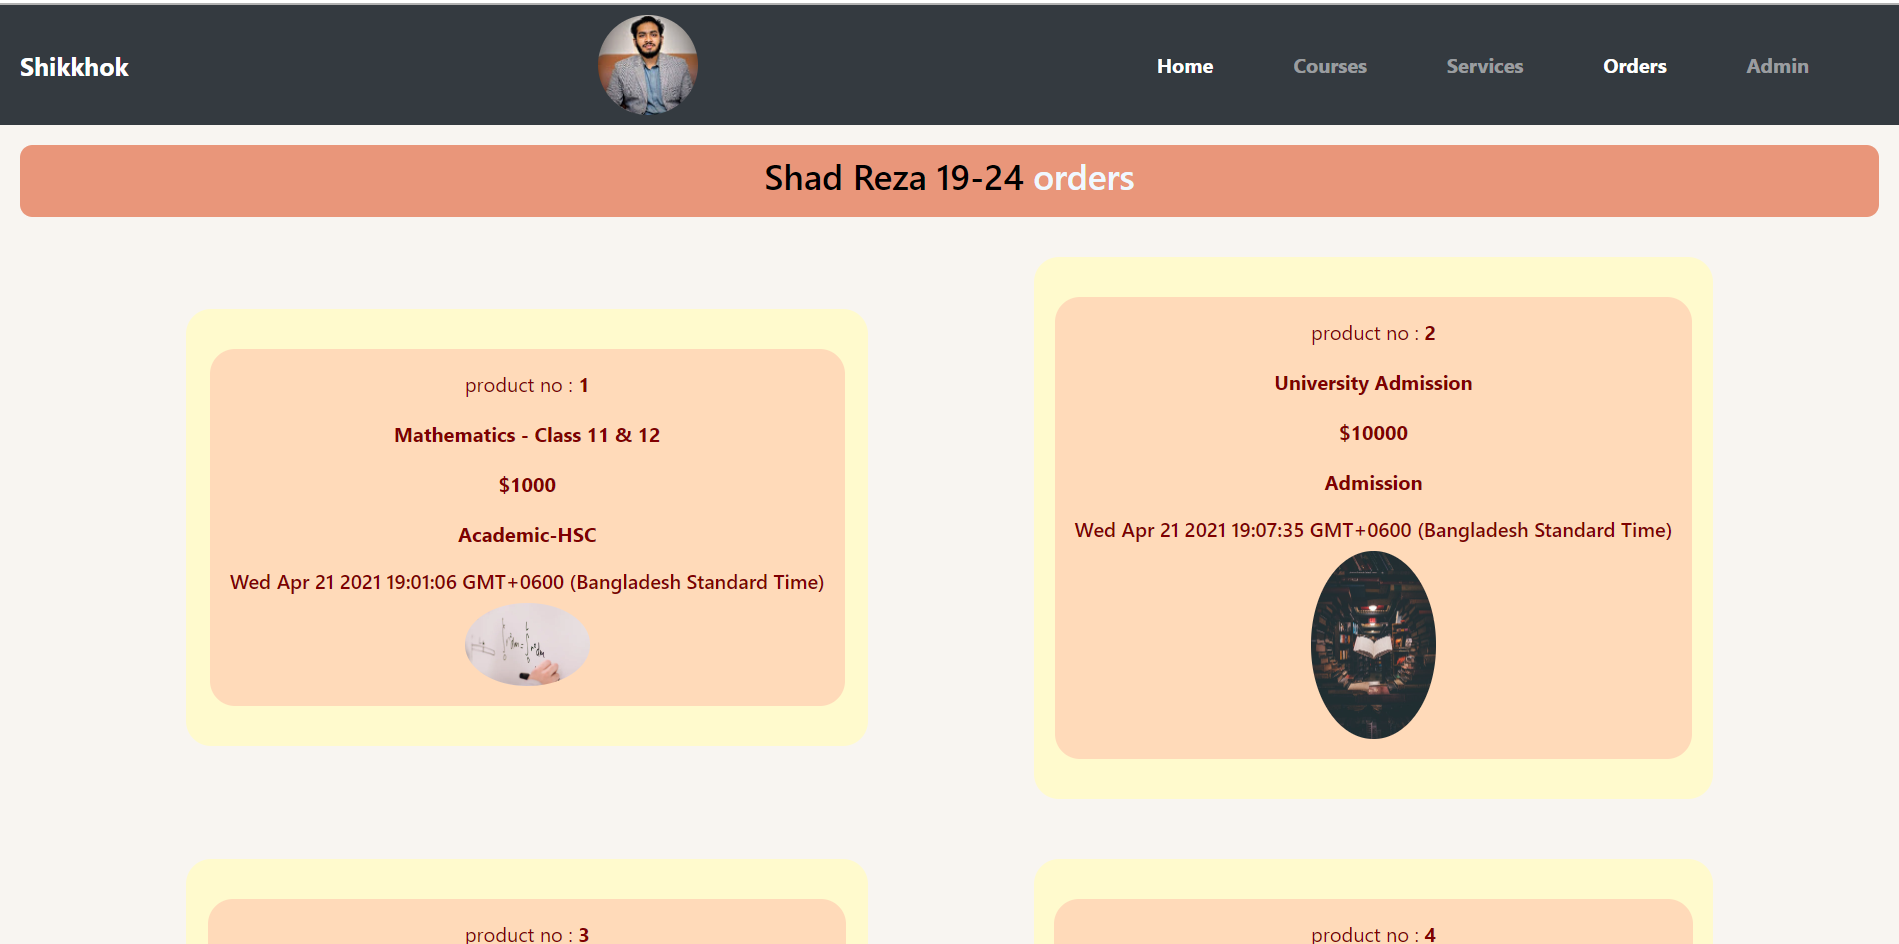 Shikkhok
Home Courses Services Orders Admin
Shad Reza 19-24 orders
product no : 1
Mathematics - Class 11 & 12
$1000
Academic-HSC
Wed Apr 21 2021 19:01:06 GMT+0600 (Bangladesh Standard Time)
product no : 2
University Admission
$10000
Admission
Wed Apr 21 2021 19:07:35 GMT+0600 (Bangladesh Standard Time)
product no : 3
product no : 4